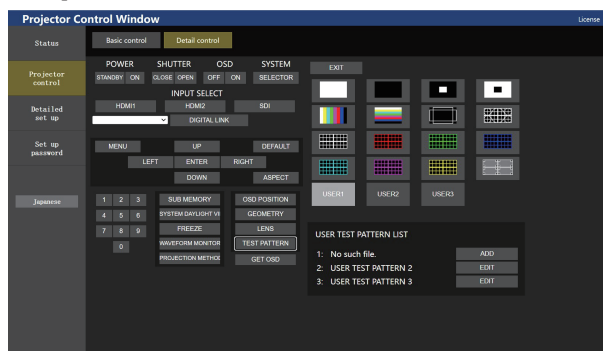 Projector Control Window
License
Status
Basic control
Detail control
Projector
control
Detailed
set up
Set up
password
Japanese
POWER SHUTTER OSD SYSTEM
STANDBY ON CLOSE OPEN OFF ON SELECTOR
INPUT SELECT
HDMI1 HDMI2 SDI
DIGITAL LINK
MENU UP DEFAULT
LEFT ENTER RIGHT
DOWN ASPECT
1 2 3
4 5 6
7 8 9
0
SUB MEMORY
SYSTEM DAYLIGHT VI
FREEZE
WAVEFORM MONITOR
PROJECTION METHOD
OSD POSITION
GEOMETRY
LENS
TEST PATTERN
GET OSD
EXIT
USER1 USER2 USER3
USER TEST PATTERN LIST
1: No such file. ADD
2: USER TEST PATTERN 2 EDIT
3: USER TEST PATTERN 3 EDIT